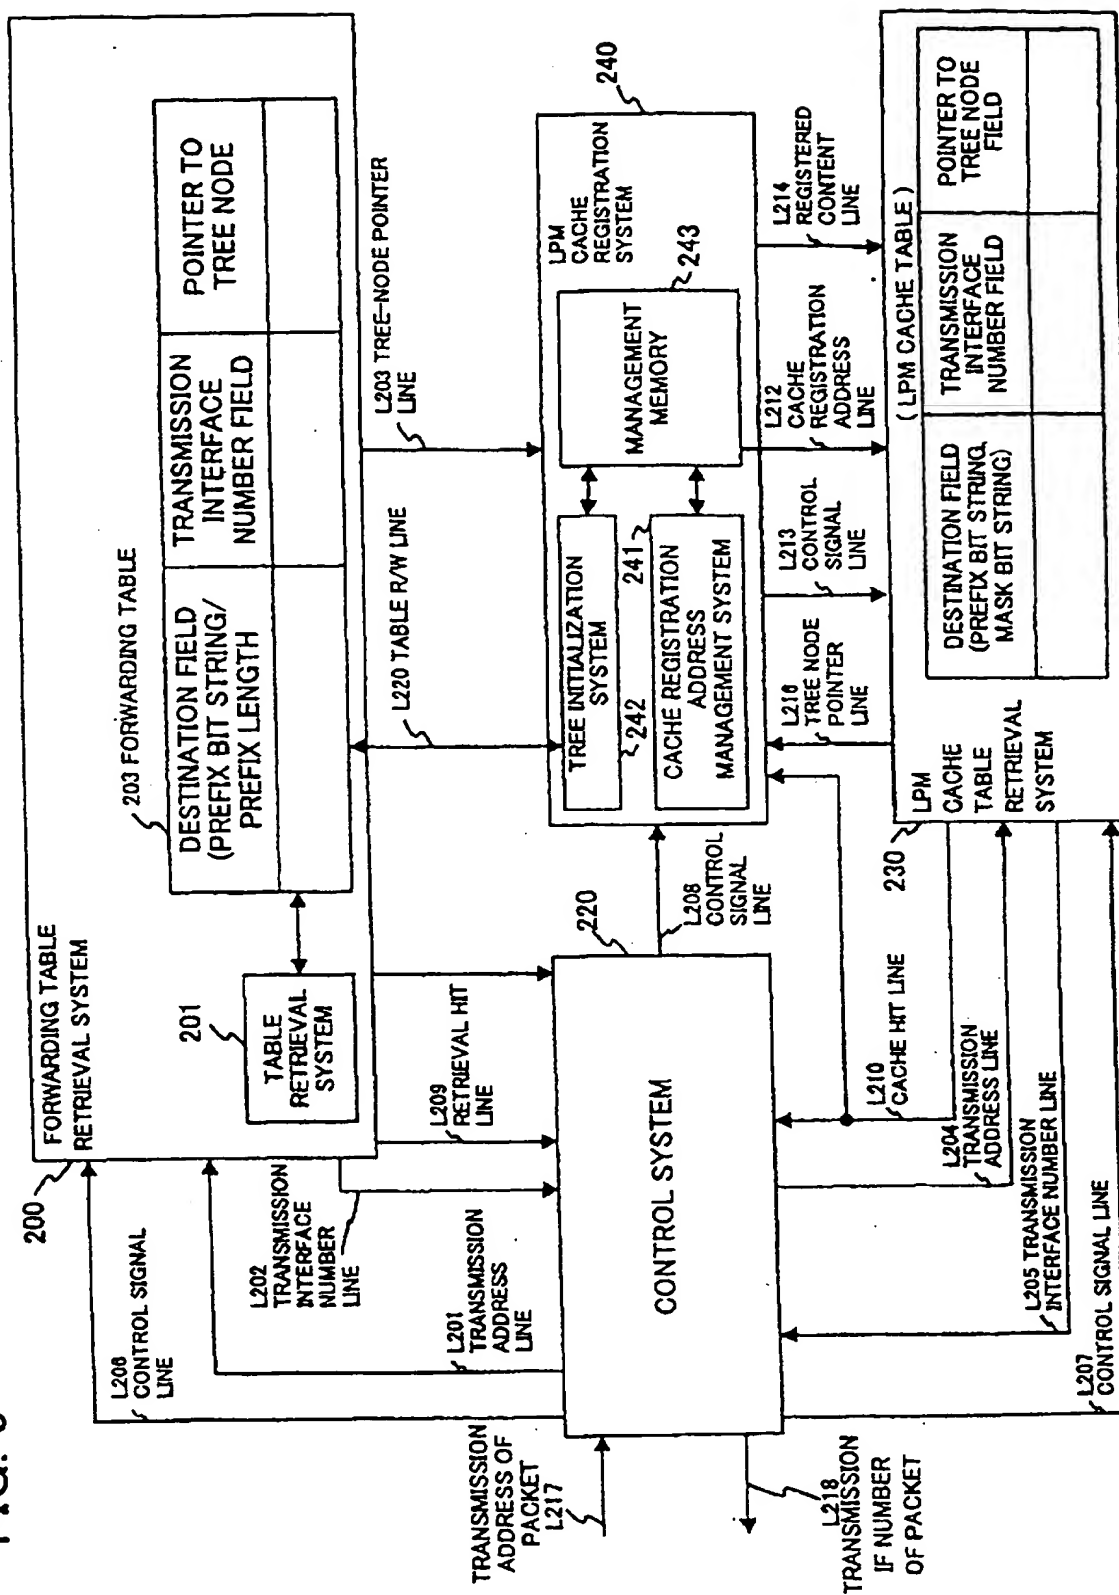 200
FORWARDING TABLE
RETRIEVAL SYSTEM
201
TABLE
RETRIEVAL
SYSTEM
203 FORWARDING TABLE
DESTINATION FIELD
(PREFIX BIT STRING/
PREFIX LENGTH
TRANSMISSION
INTERFACE
NUMBER FIELD
POINTER TO
TREE NODE
L206
CONTROL SIGNAL
LINE
L201
TRANSMISSION
ADDRESS
LINE
L202
TRANSMISSION
INTERFACE
NUMBER
LINE
L209
RETRIEVAL HIT
LINE
L220 TABLE R/W LINE
L203 TREE-NODE POINTER
LINE
TRANSMISSION
ADDRESS OF
PACKET
L217
L218
TRANSMISSION
IF NUMBER
OF PACKET
220
CONTROL SYSTEM
L208
CONTROL
SIGNAL
LINE
240
LPM
CACHE
REGISTRATION
SYSTEM
TREE INITIALIZATION
SYSTEM
242
241
CACHE REGISTRATION
ADDRESS
MANAGEMENT SYSTEM
243
MANAGEMENT
MEMORY
L210
CACHE HIT LINE
L204
TRANSMISSION
ADDRESS LINE
L205 TRANSMISSION
INTERFACE NUMBER LINE
L207
CONTROL SIGNAL LINE
L216
TREE NODE
POINTER
LINE
L213
CONTROL
SIGNAL
LINE
L212
CACHE
REGISTRATION
ADDRESS
LINE
L214
REGISTERED
CONTENT
LINE
230
LPM
CACHE
TABLE
RETRIEVAL
SYSTEM
(LPM CACHE TABLE)
DESTINATION FIELD
(PREFIX BIT STRING,
MASK BIT STRING)
TRANSMISSION
INTERFACE
NUMBER FIELD
POINTER TO
TREE NODE
FIELD